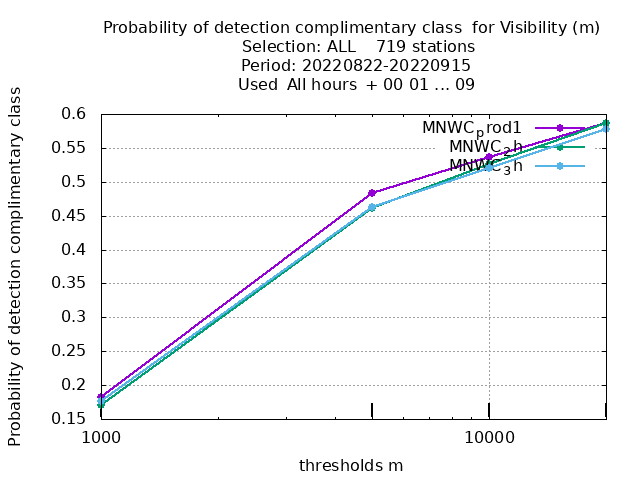 Probability of detection complimentary class  for Visibility (m)
Selection: ALL    719 stations
Period: 20220822-20220915
Used  All hours  + 00 01 ... 09
Probability of detection complimentary class
0.6
0.55
0.5
0.45
0.4
0.35
0.3
0.25
0.2
0.15
MNWCprod1
MNWC2h
MNWC3h
1000
10000
thresholds m